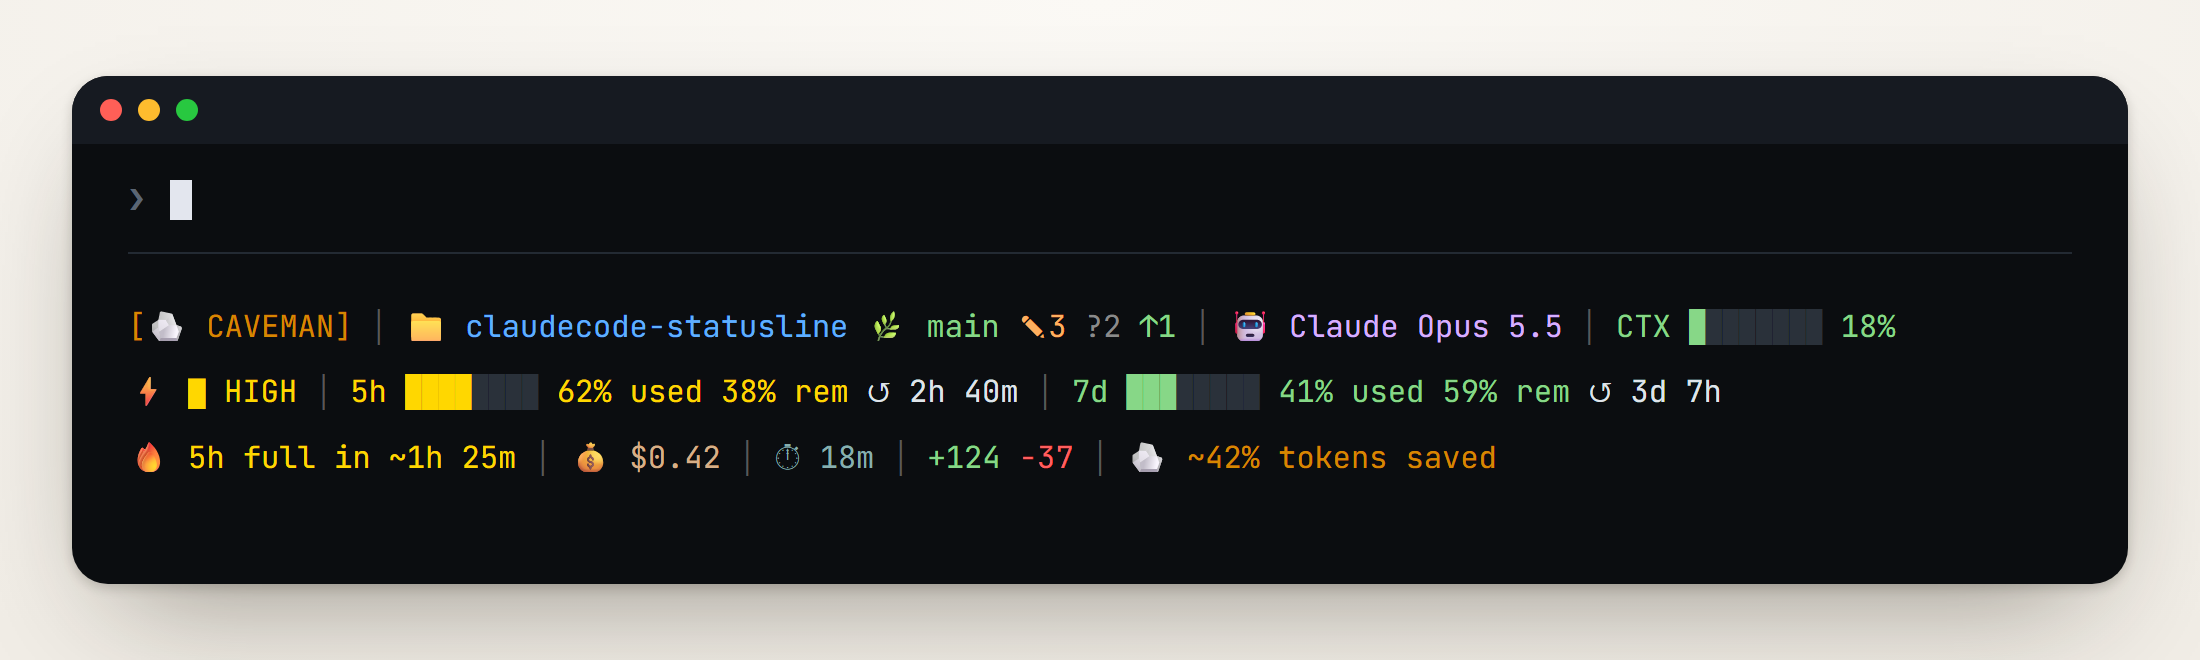 ❯
[🪨 CAVEMAN] │ 📁 claudecode-statusline 🌿 main ✏️3 ?2 ↑1 │ 🤖 Claude Opus 5.5 │ CTX █░░░░░░░ 18%
⚡ █ HIGH │ 5h ████░░░░ 62% used 38% rem ↺ 2h 40m │ 7d ███░░░░░ 41% used 59% rem ↺ 3d 7h
🔥 5h full in ~1h 25m │ 💰 $0.42 │ ⏱ 18m │ +124 -37 │ 🪨 ~42% tokens saved